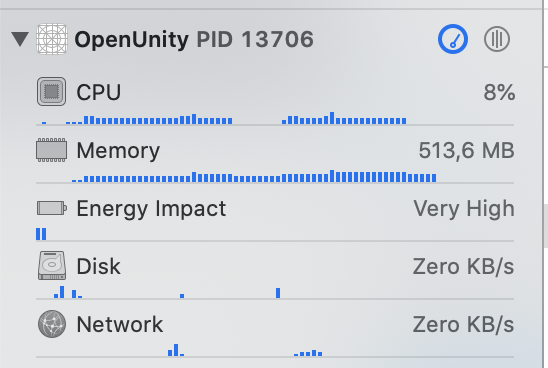 OpenUnity PID 13706
CPU 8%
Memory 513,6 MB
Energy Impact Very High
Disk Zero KB/s
Network Zero KB/s